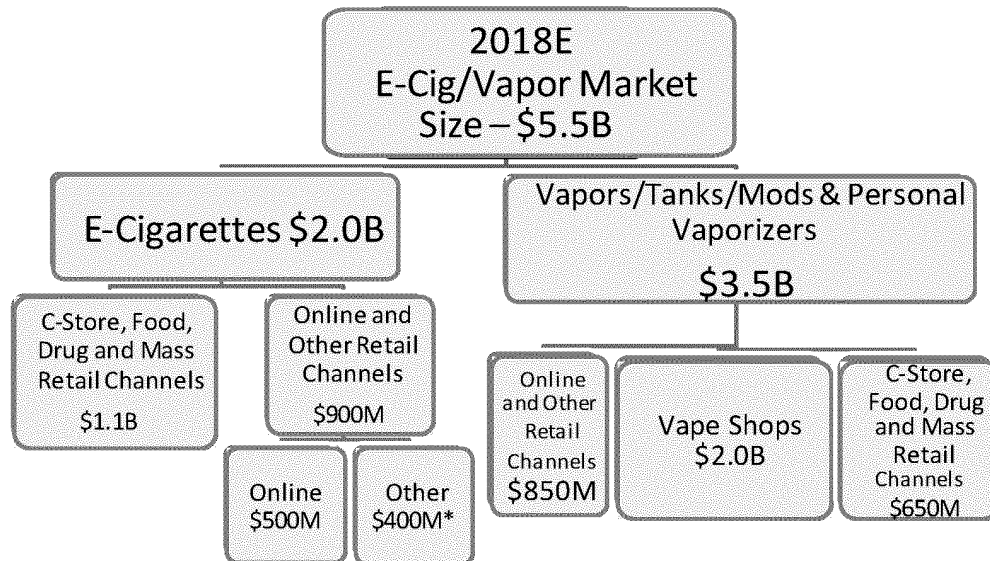 2018E
E-Cig/Vapor Market
Size – $5.5B
E-Cigarettes $2.0B
Vapors/Tanks/Mods & Personal
Vaporizers
$3.5B
C-Store, Food,
Drug and Mass
Retail Channels
$1.1B
Online and
Other Retail
Channels
$900M
Online
$500M
Other
$400M*
Online
and Other
Retail
Channels
$850M
Vape Shops
$2.0B
C-Store,
Food, Drug
and Mass
Retail
Channels
$650M